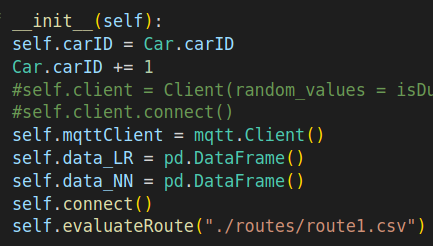 __init__(self):
self.carID = Car.carID
Car.carID += 1
#self.client = Client(random_values = isDu
#self.client.connect()
self.mqttClient = mqtt.Client()
self.data_LR = pd.DataFrame()
self.data_NN = pd.DataFrame()
self.connect()
self.evaluateRoute("./routes/route1.csv")